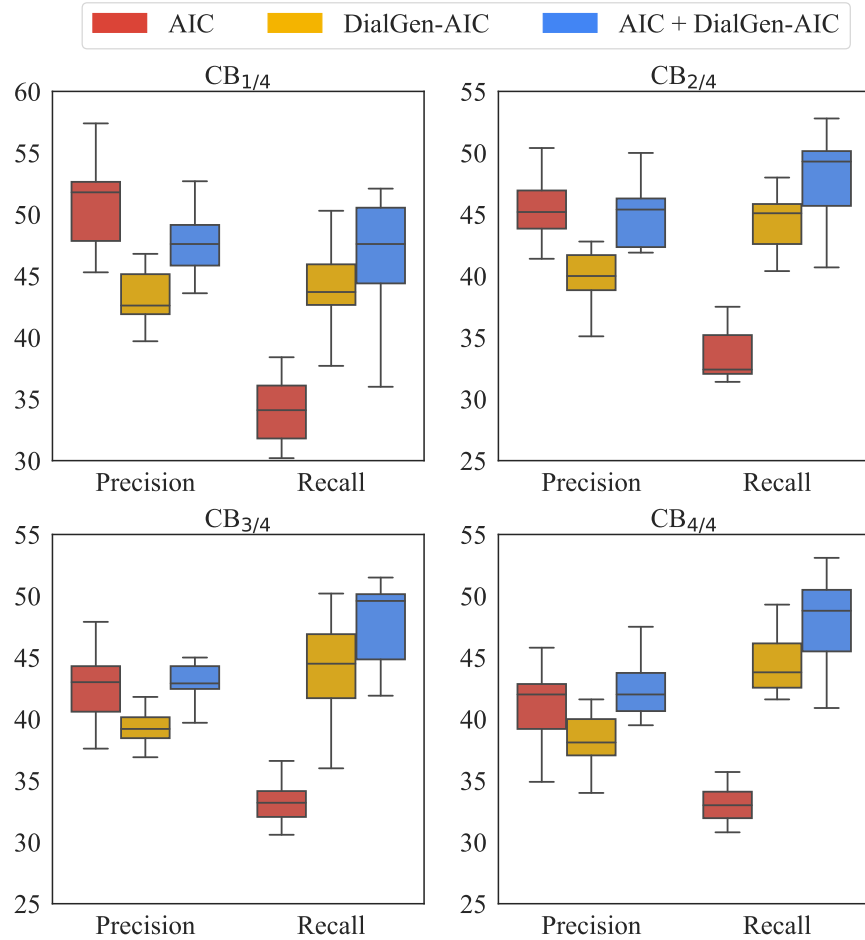 AIC DialGen-AIC AIC + DialGen-AIC
CB1/4 CB2/4
60 55
55 50
50 45
45 40
40 35
35 30
30 25
Precision Recall Precision Recall
CB3/4 CB4/4
55 55
50 50
45 45
40 40
35 35
30 30
25 25
Precision Recall Precision Recall